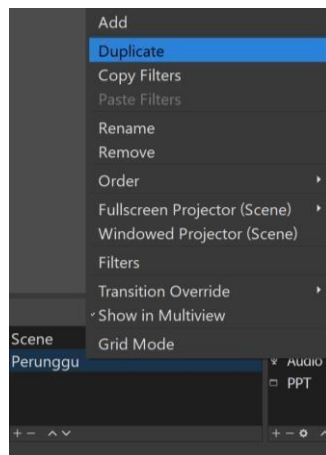 Add
Duplicate
Copy Filters
Paste Filters
Rename
Remove
Order
Fullscreen Projector (Scene)
Windowed Projector (Scene)
Filters
Transition Override
Show in Multiview
Grid Mode
Scene
Perunggu
Audio
PPT